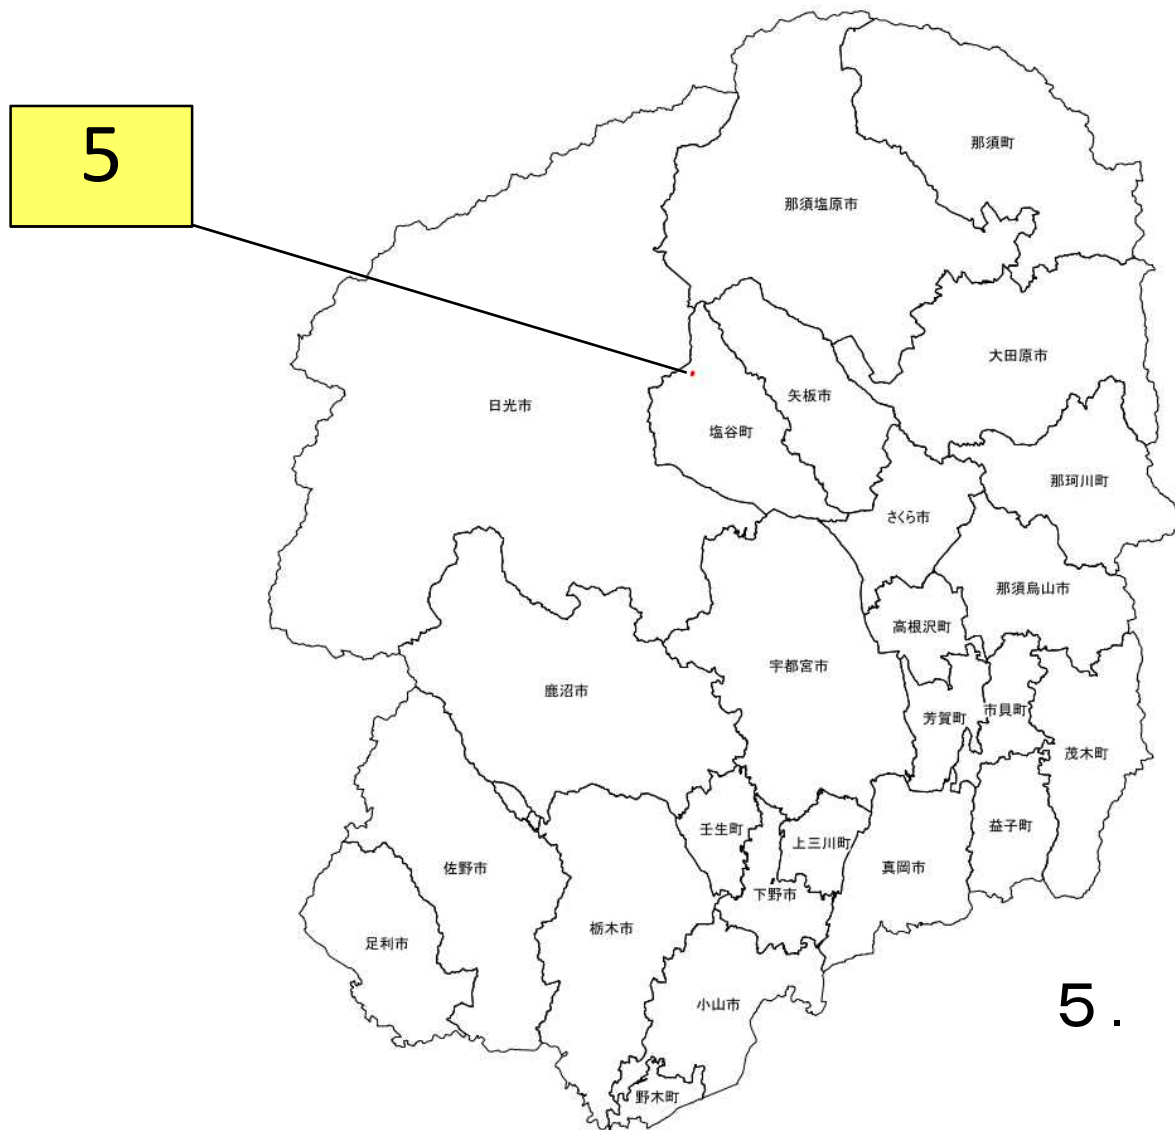 5
那須町
那須塩原市
大田原市
矢板市
日光市
塩谷町
那珂川町
さくら市
那須烏山市
高根沢町
宇都宮市
鹿沼市
芳賀町
市貝町
茂木町
壬生町
上三川町
益子町
佐野市
真岡市
下野市
栃木市
足利市
小山市
５.
野木町